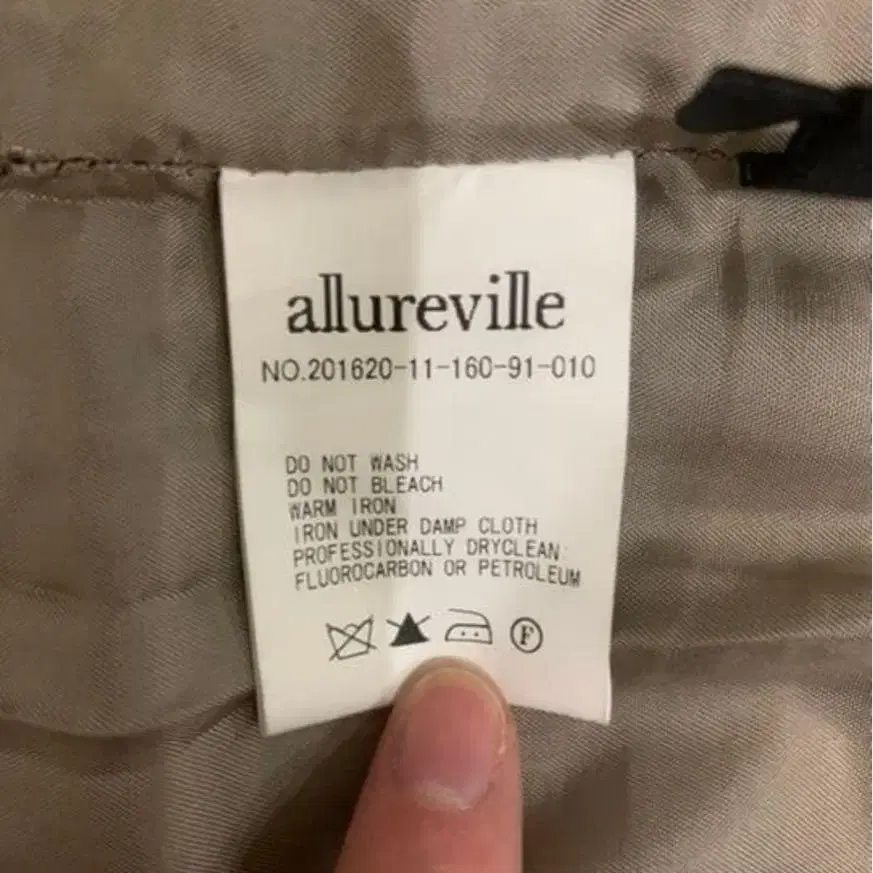 allureville
NO.201620-11-160-91-010
DO NOT WASH
DO NOT BLEACH
WARM IRON
IRON UNDER DAMP CLOTH
PROFESSIONALLY DRYCLEAN
FLUOROCARBON OR PETROLEUM
F